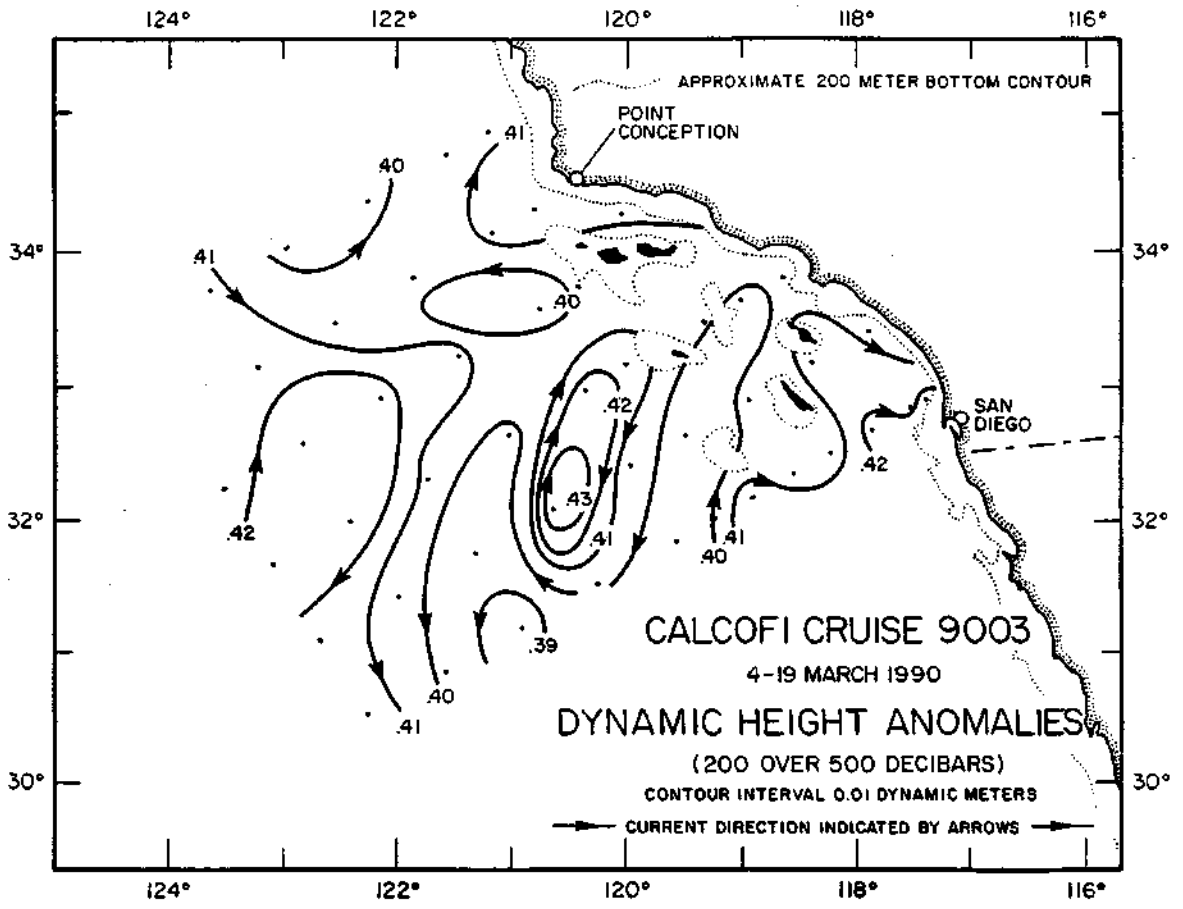 124° 122° 120° 118° 116°
APPROXIMATE 200 METER BOTTOM CONTOUR
POINT
CONCEPTION
.41
.40
34° 34°
.41
.40
.42
SAN
DIEGO
.42
.43
32° 32°
.42
.41
.40
.41
CALCOFI CRUISE 9003
.39
4-19 MARCH 1990
.40
.41
DYNAMIC HEIGHT ANOMALIES
(200 OVER 500 DECIBARS)
30° 30°
CONTOUR INTERVAL 0.01 DYNAMIC METERS
CURRENT DIRECTION INDICATED BY ARROWS
124° 122° 120° 118° 116°